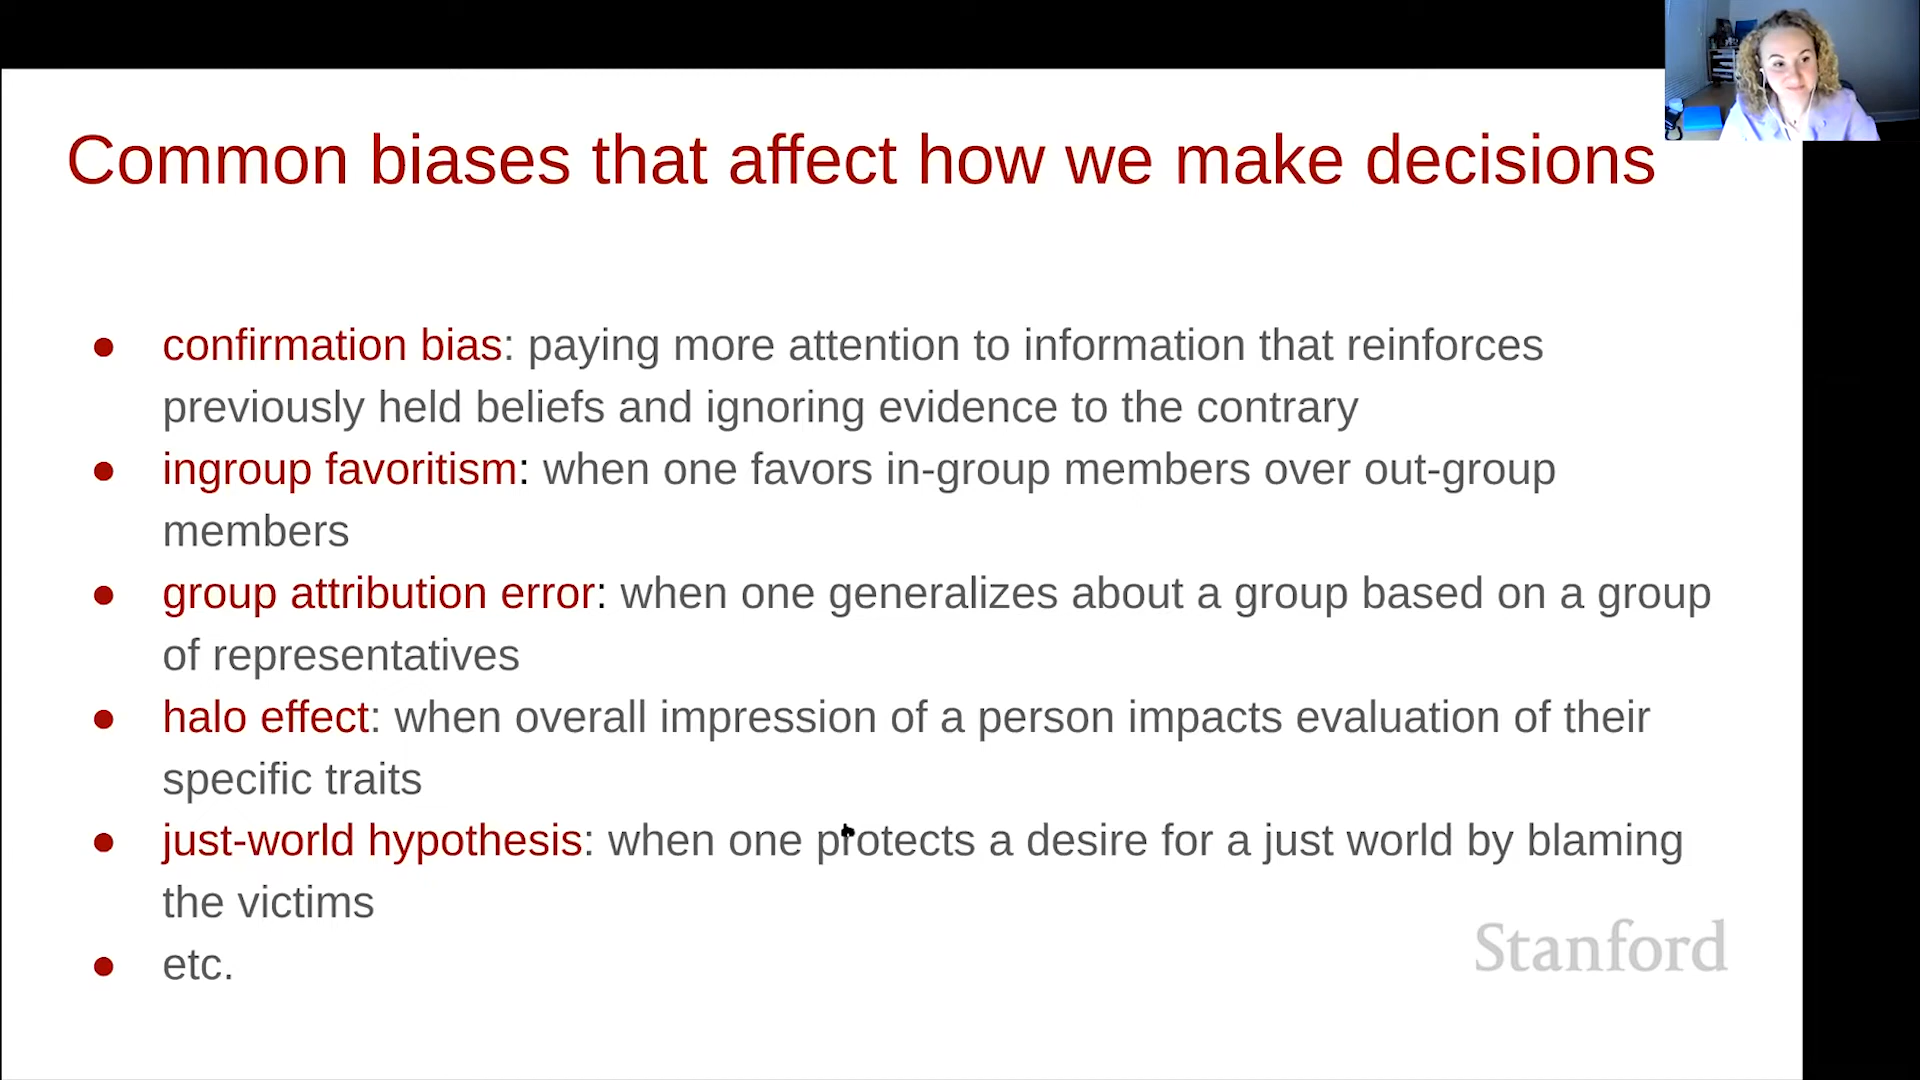 Common biases that affect how we make decisions
● confirmation bias: paying more attention to information that reinforces
previously held beliefs and ignoring evidence to the contrary
● ingroup favoritism: when one favors in-group members over out-group
members
● group attribution error: when one generalizes about a group based on a group
of representatives
● halo effect: when overall impression of a person impacts evaluation of their
specific traits
● just-world hypothesis: when one protects a desire for a just world by blaming
the victims
● etc.
Stanford